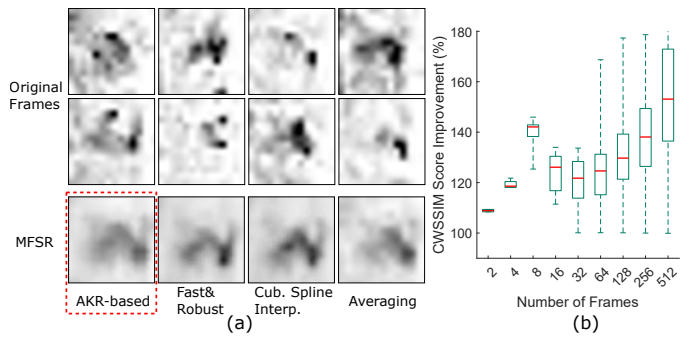 Original
Frames
MFSR
AKR-based
Fast&
Robust
Cub. Spline
Interp.
Averaging
(a)
CWSSIM Score Improvement (%)
180
160
140
120
100
2
4
8
16
32
64
128
256
512
Number of Frames
(b)